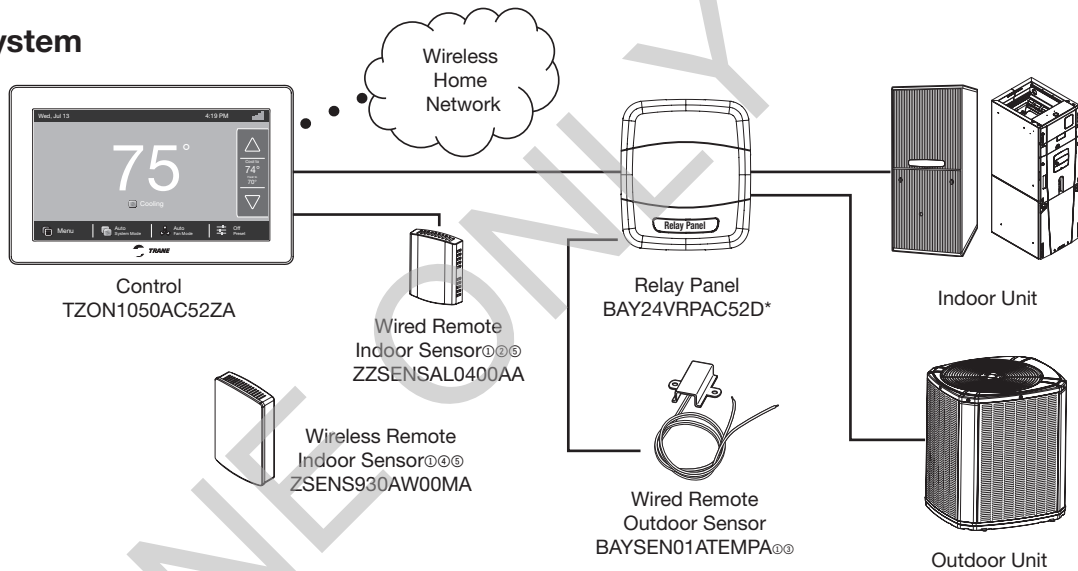 ystem
Wireless
Home
Network
Wed, Jul 13 4:19 PM
75°
Cooling
Cool to
74°
70°
Menu
Auto
System Mode
Auto
Fan Mode
Off
Preset
TRANE
Control
TZON1050AC52ZA
Relay Panel
Relay Panel
BAY24VRPAC52D*
Indoor Unit
Wired Remote
Indoor Sensor①②⑤
ZZSENSAL0400AA
Wireless Remote
Indoor Sensor①④⑤
ZSENS930AW00MA
Wired Remote
Outdoor Sensor
BAYSEN01ATEMPA①③
Outdoor Unit
NE ONLY